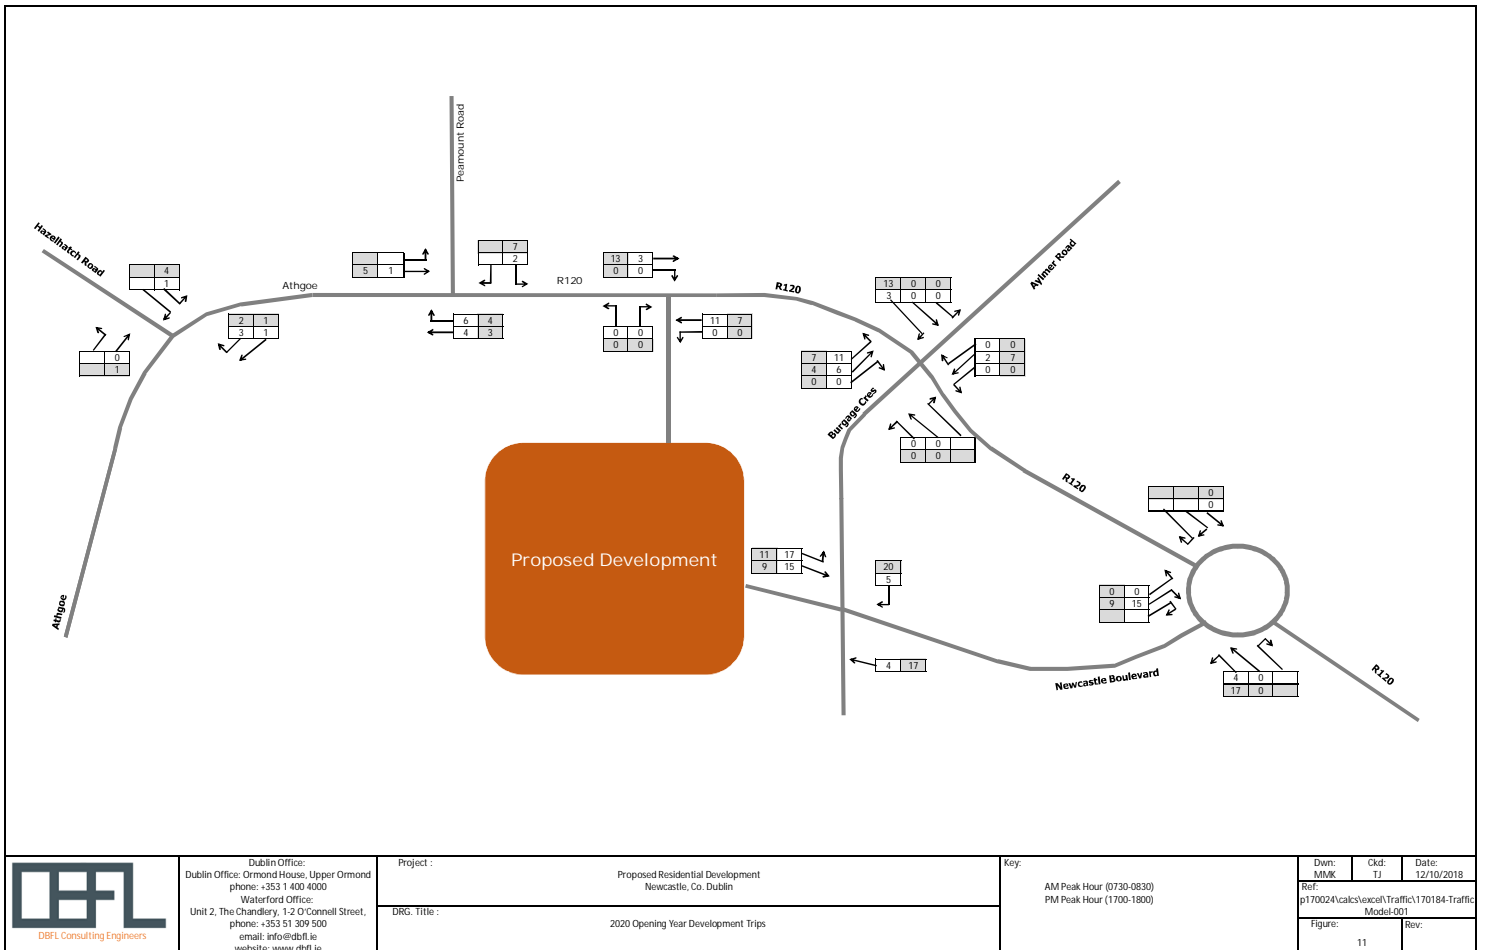 Peamount Road
Hazelhatch Road
Aylmer Road
4
1
5 1
7
2
13 3
0 0
Athgoe
R120
R120
13 0 0
3 0 0
2 1
3 1
6 4
4 3
0 0
0 0
11 7
0 0
0
1
7 11
4 6
0 0
0 0
2 7
0 0
Burgage Cres
0 0
0 0
R120
0
0
Proposed Development
11 17
9 15
20
5
0 0
9 15
Athgoe
4 17
Newcastle Boulevard
4 0
17 0
R120
DBFL
DBFL Consulting Engineers
Dublin Office:
Dublin Office: Ormond House, Upper Ormond
phone: +353 1 400 4000
Waterford Office:
Unit 2, The Chandlery, 1-2 O'Connell Street,
phone: +353 51 309 500
email: info@dbfl.ie
website: www.dbfl.ie
Project :
Proposed Residential Development
Newcastle, Co. Dublin
DRG. Title :
2020 Opening Year Development Trips
Key:
AM Peak Hour (0730-0830)
PM Peak Hour (1700-1800)
Dwn: Ckd: Date:
MMK TJ 12/10/2018
Ref:
p170024\calcs\excel\Traffic\170184-Traffic
Model-001
Figure: Rev:
11